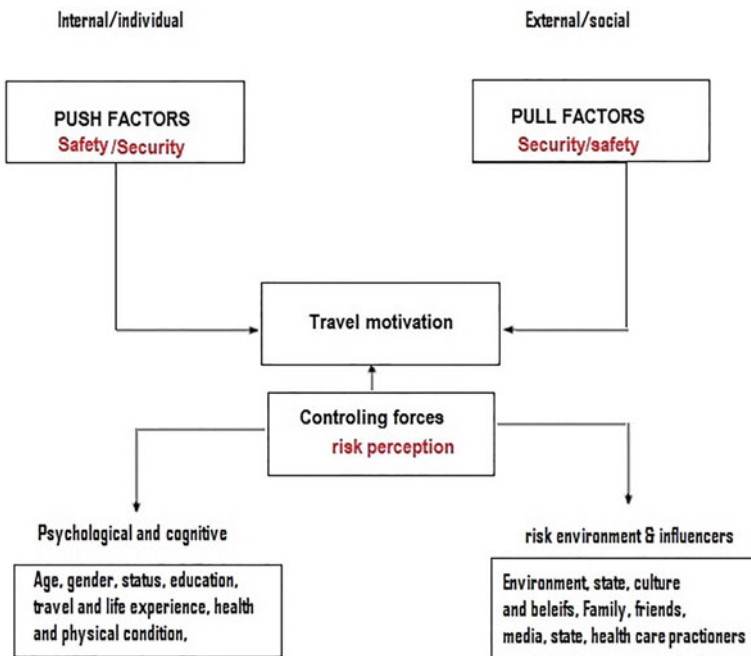 Internal/individual
External/social
PUSH FACTORS
Safety/Security
PULL FACTORS
Security/safety
Travel motivation
Controling forces
risk perception
Psychological and cognitive
risk environment & influencers
Age, gender, status, education,
travel and life experience, health
and physical condition,
Environment, state, culture
and beleifs, Family, friends,
media, state, health care practioners